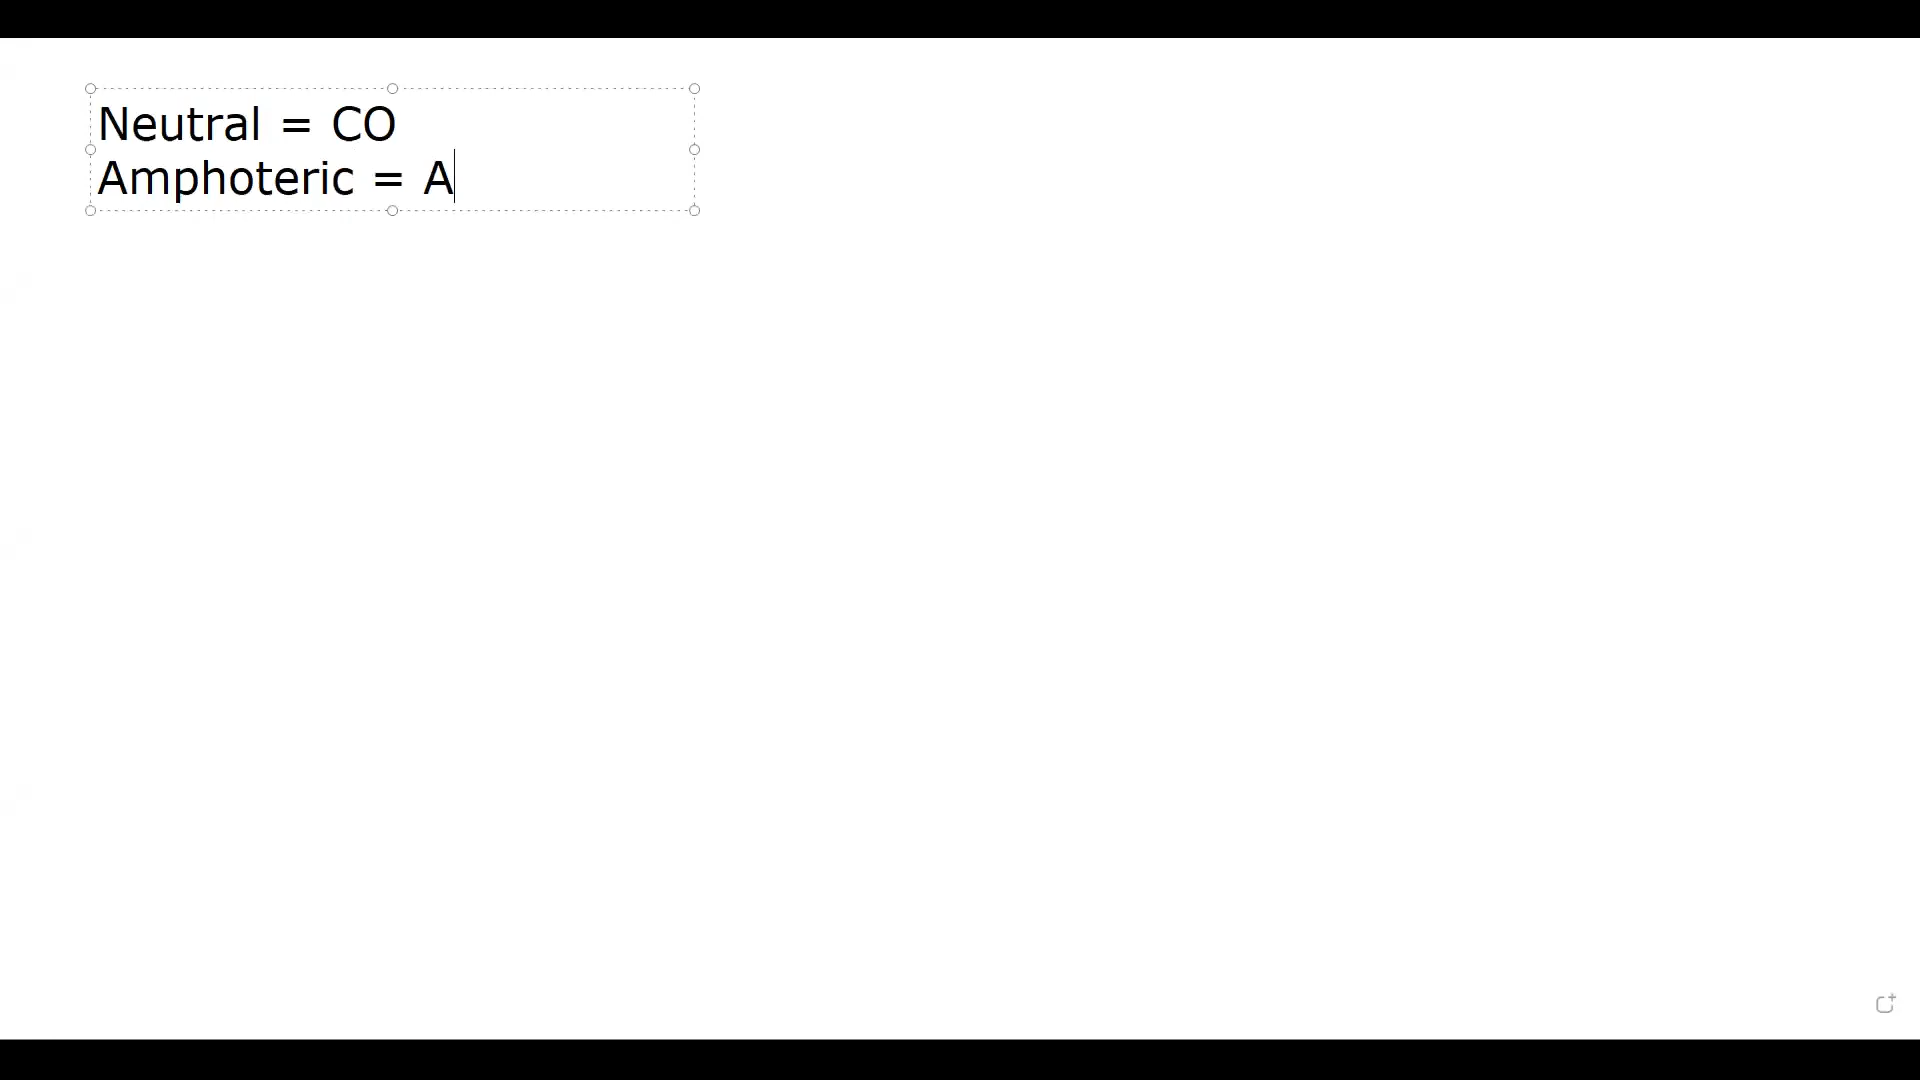 Neutral = CO
Amphoteric = A